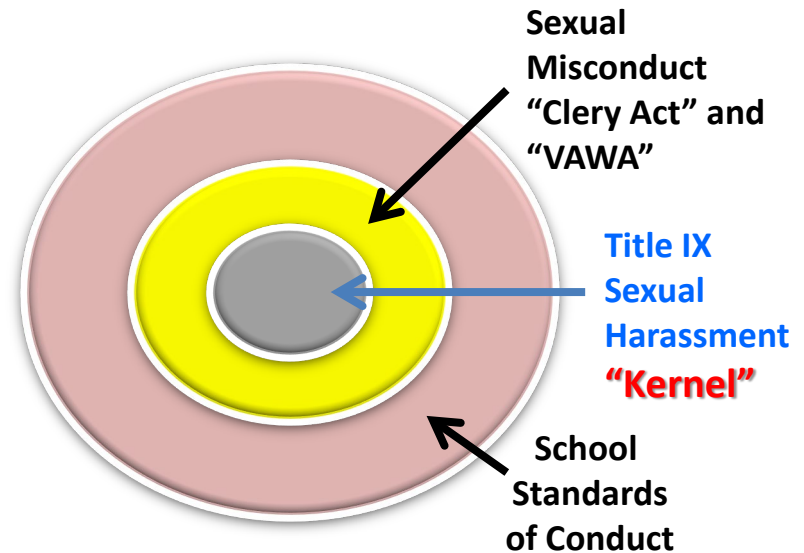 Sexual
Misconduct
“Clery Act” and
“VAWA”
Title IX
Sexual
Harassment
“Kernel”
School
Standards
of Conduct